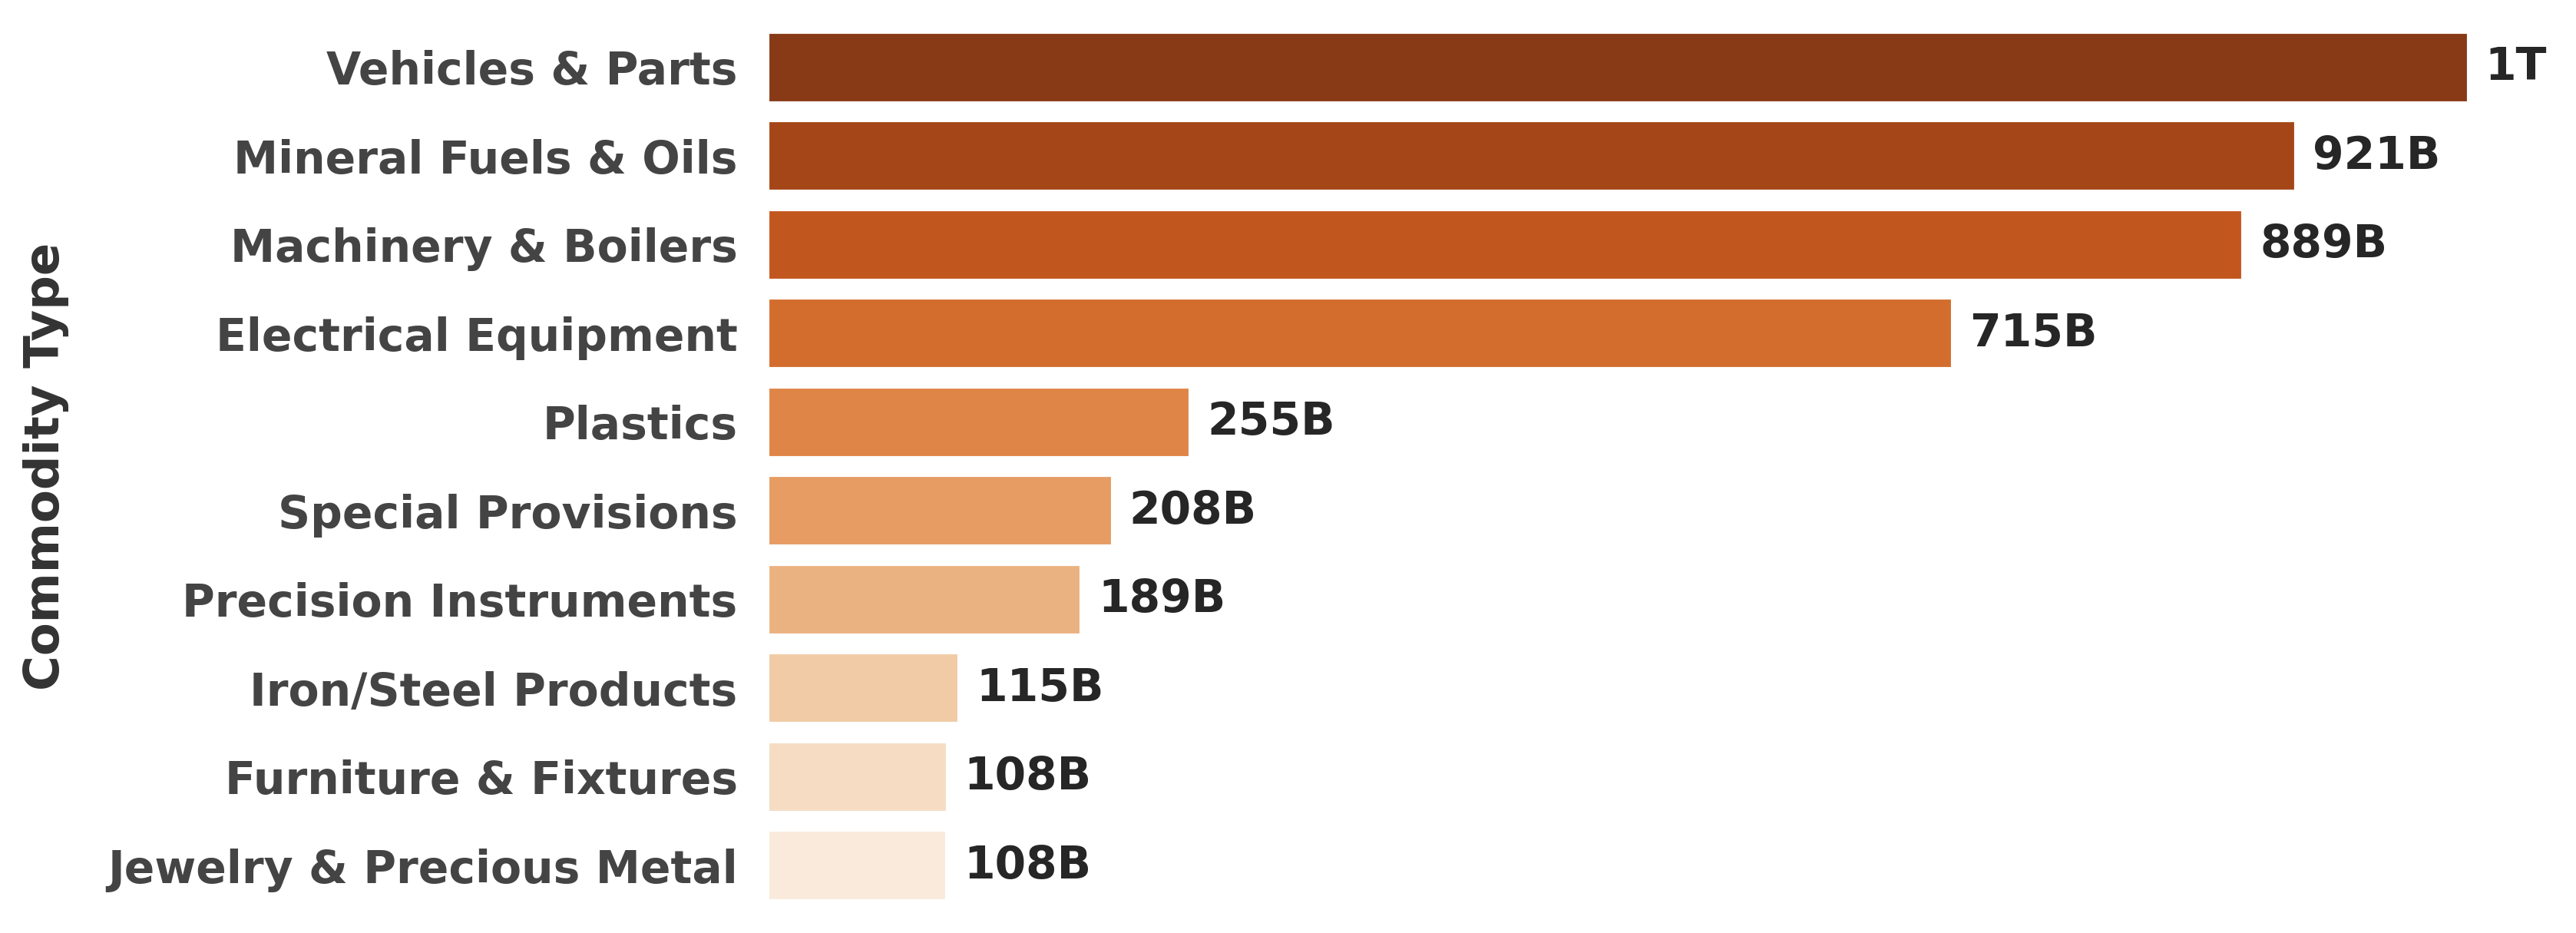 Commodity Type
Vehicles & Parts 1T
Mineral Fuels & Oils 921B
Machinery & Boilers 889B
Electrical Equipment 715B
Plastics 255B
Special Provisions 208B
Precision Instruments 189B
Iron/Steel Products 115B
Furniture & Fixtures 108B
Jewelry & Precious Metal 108B